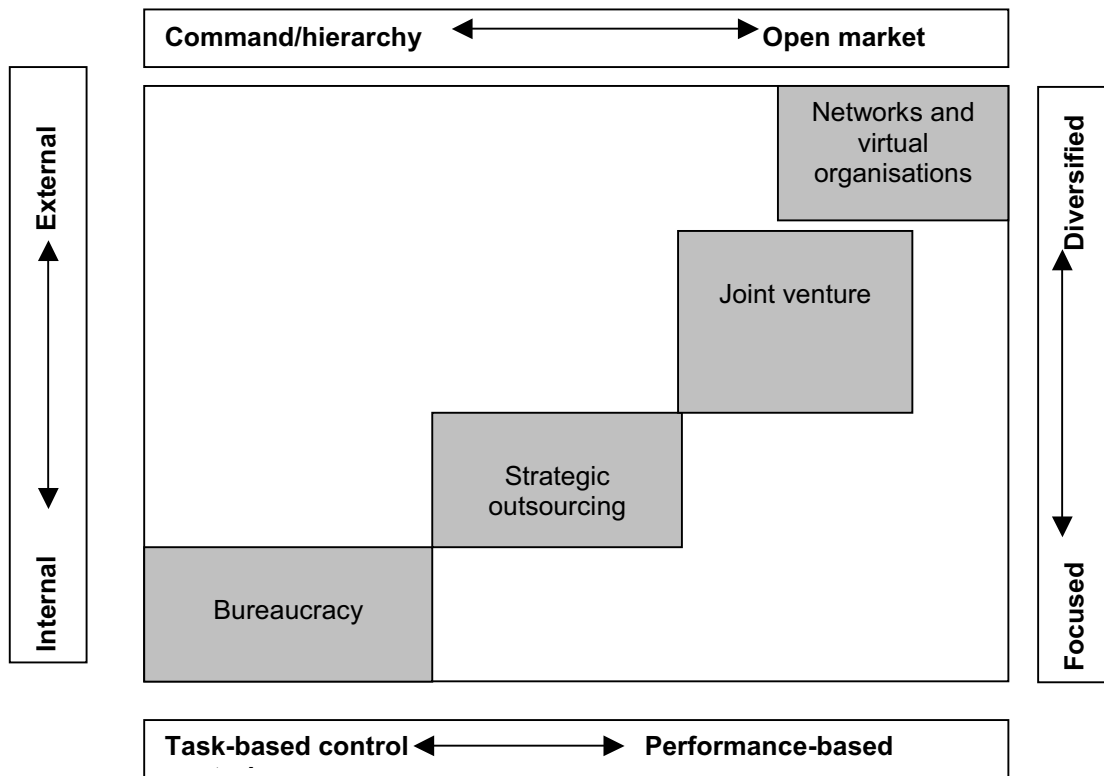 Command/hierarchy Open market
Networks and
virtual
organisations
External
Diversified
Joint venture
Strategic
outsourcing
Internal
Bureaucracy
Focused
Task-based control Performance-based